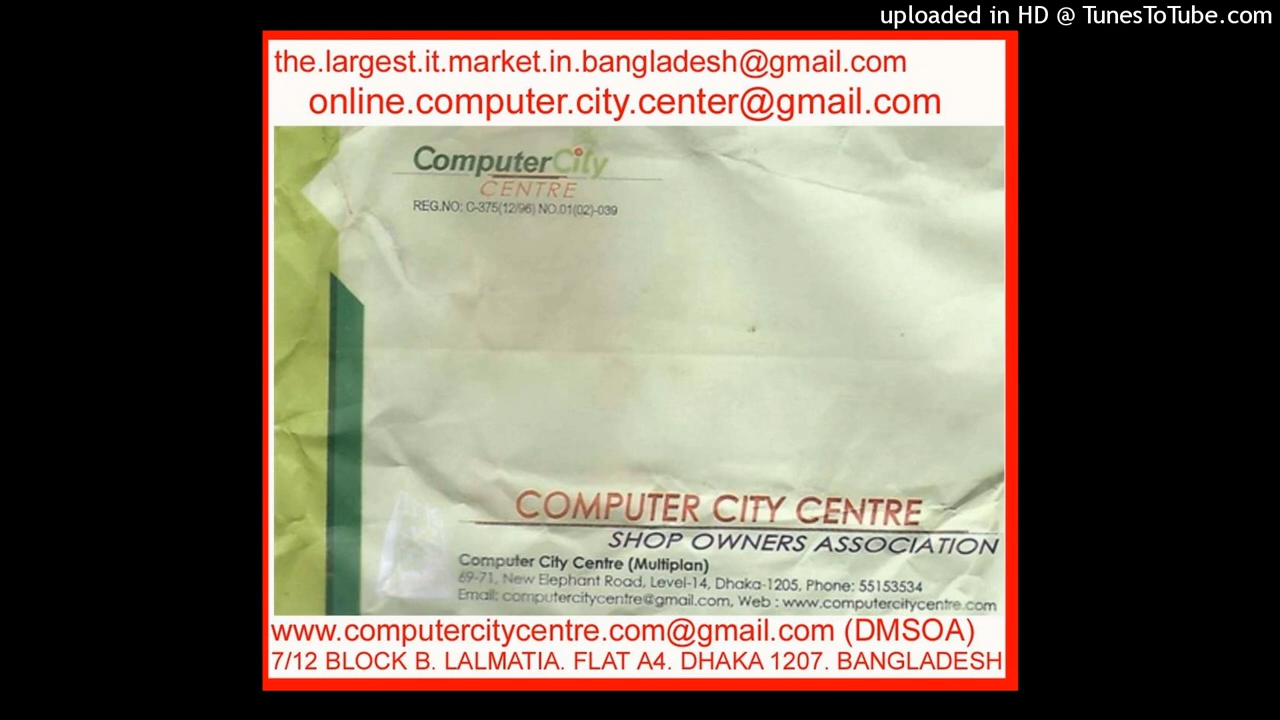 uploaded in HD @ TunesToTube.com
the.largest.it.market.in.bangladesh@gmail.com
online.computer.city.center@gmail.com
ComputerCity
CENTRE
REG.NO: C-375(12/96) NO.01(02)-039
COMPUTER CITY CENTRE
SHOP OWNERS ASSOCIATION
Computer City Centre (Multiplan)
69-71, New Elephant Road, Level-14, Dhaka-1205, Phone: 55153534
Email: computercitycentre@gmail.com, Web : www.computercitycentre.com
www.computercitycentre.com@gmail.com (DMSOA)
7/12 BLOCK B. LALMATIA. FLAT A4. DHAKA 1207. BANGLADESH